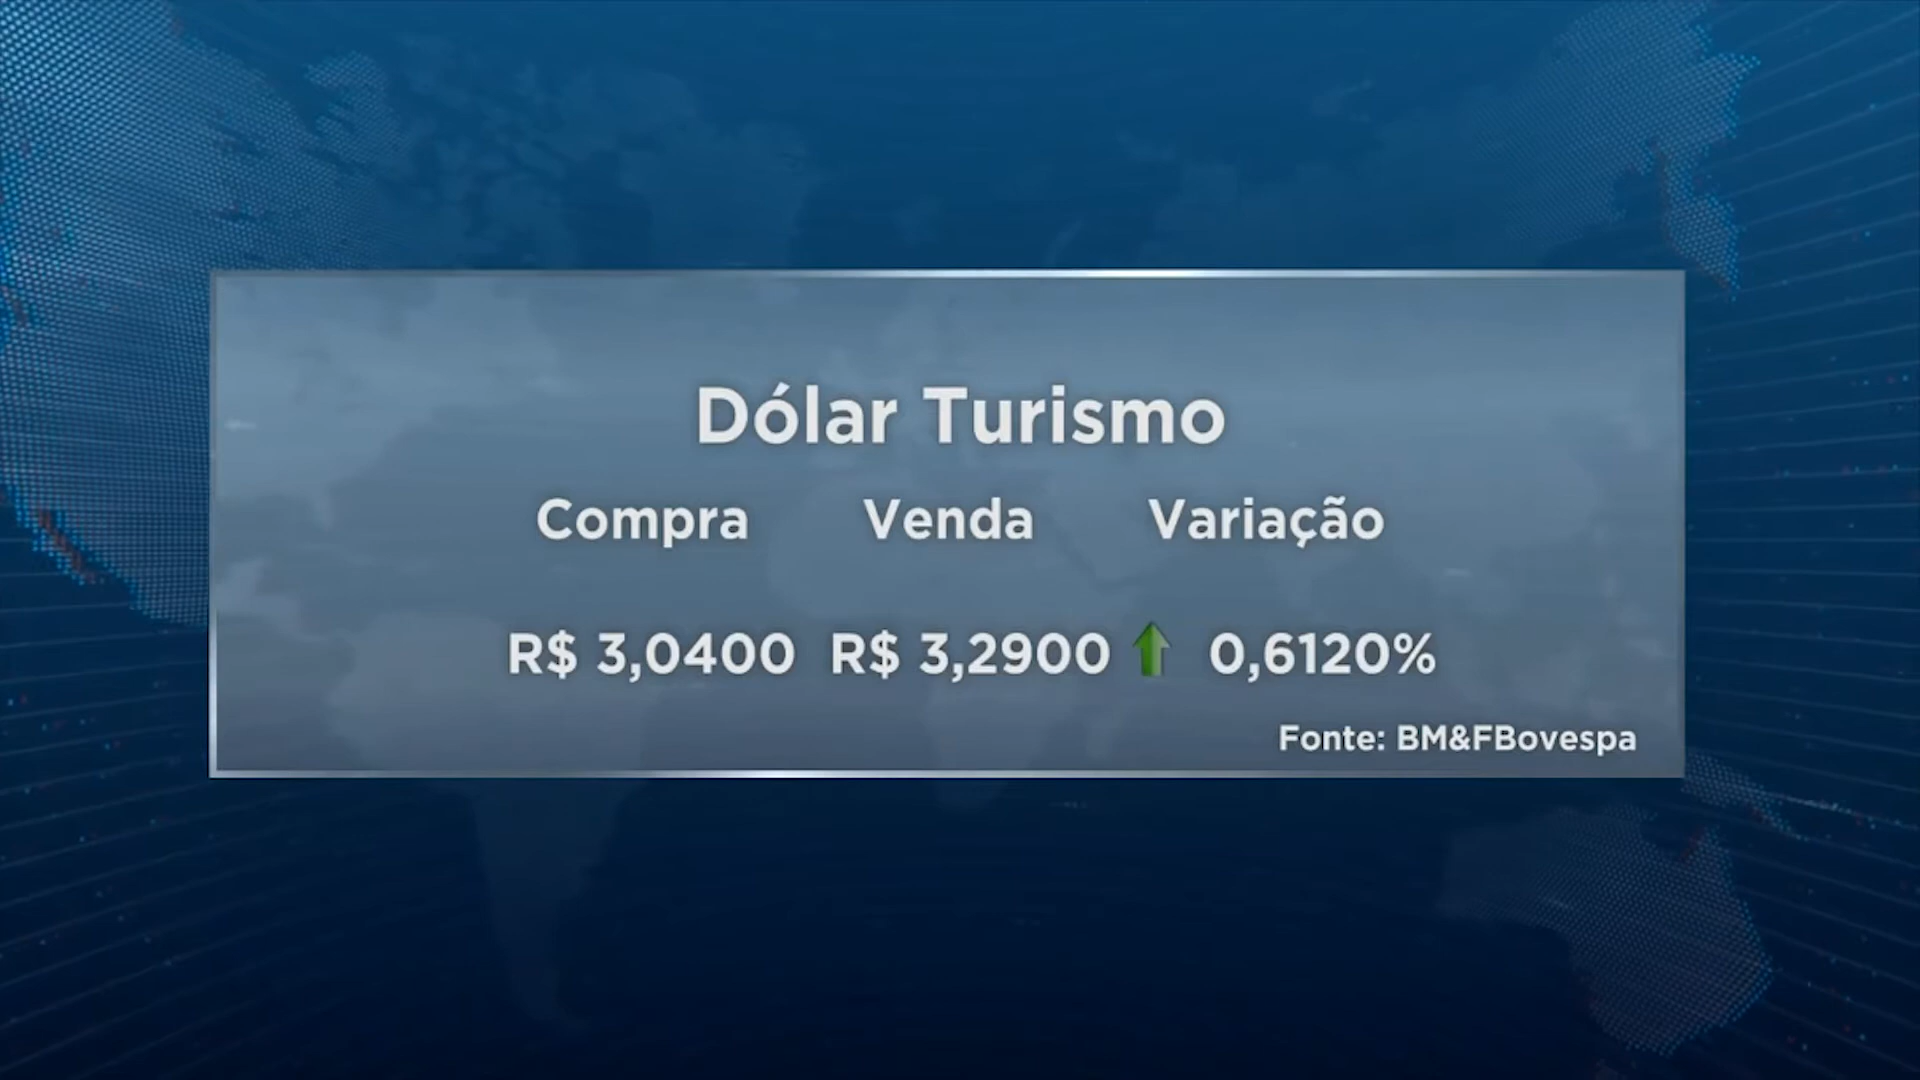 Dólar Turismo
Compra Venda Variação
R$ 3,0400 R$ 3,2900 0,6120%
Fonte: BM&FBovespa